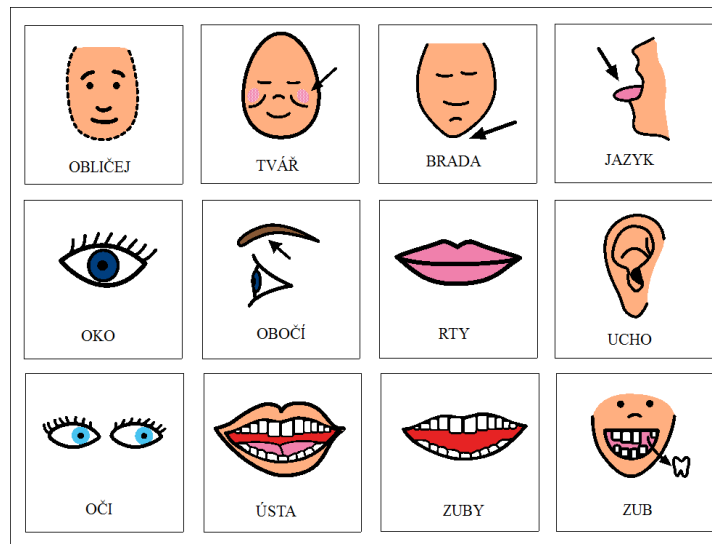 OBLIČEJ
TVÁŘ
BRADA
JAZYK
OKO
OBOČÍ
RTY
UCHO
OČI
ÚSTA
ZUBY
ZUB